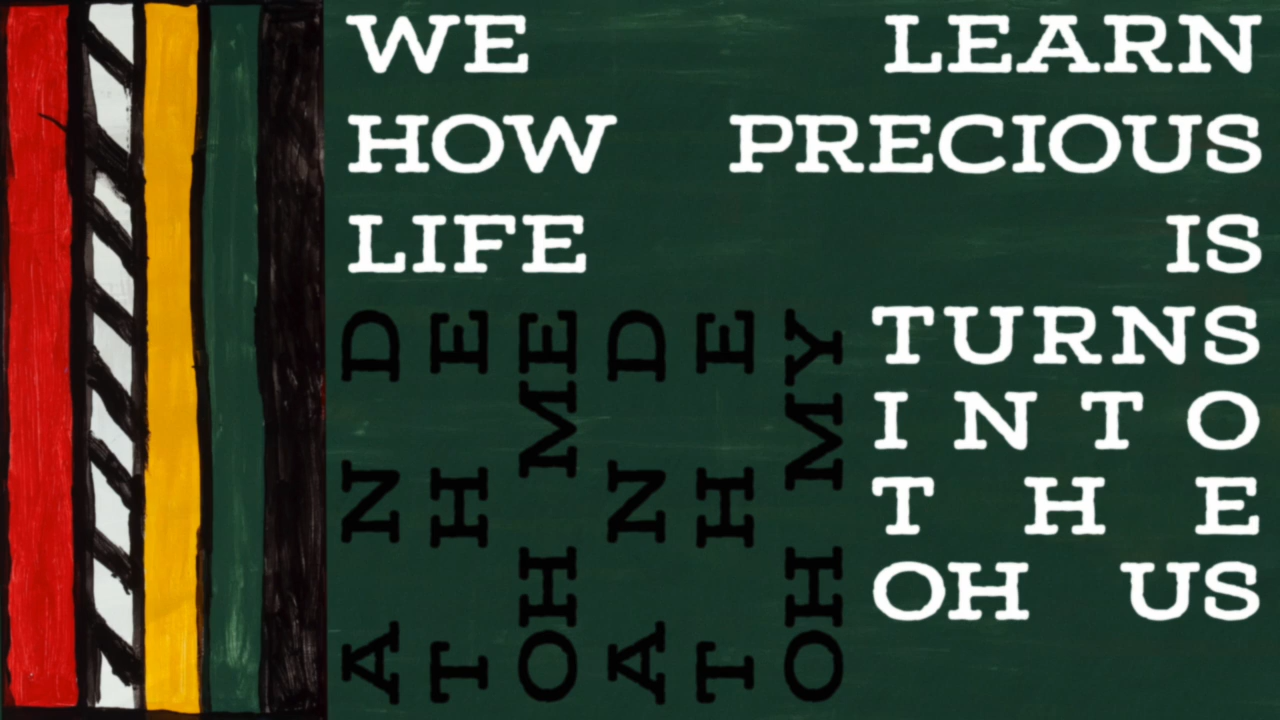 WE LEARN
HOW PRECIOUS
LIFE IS
AND
THE
OH ME
AND
THE
OH MY
TURNS
INTO
THE
OH US